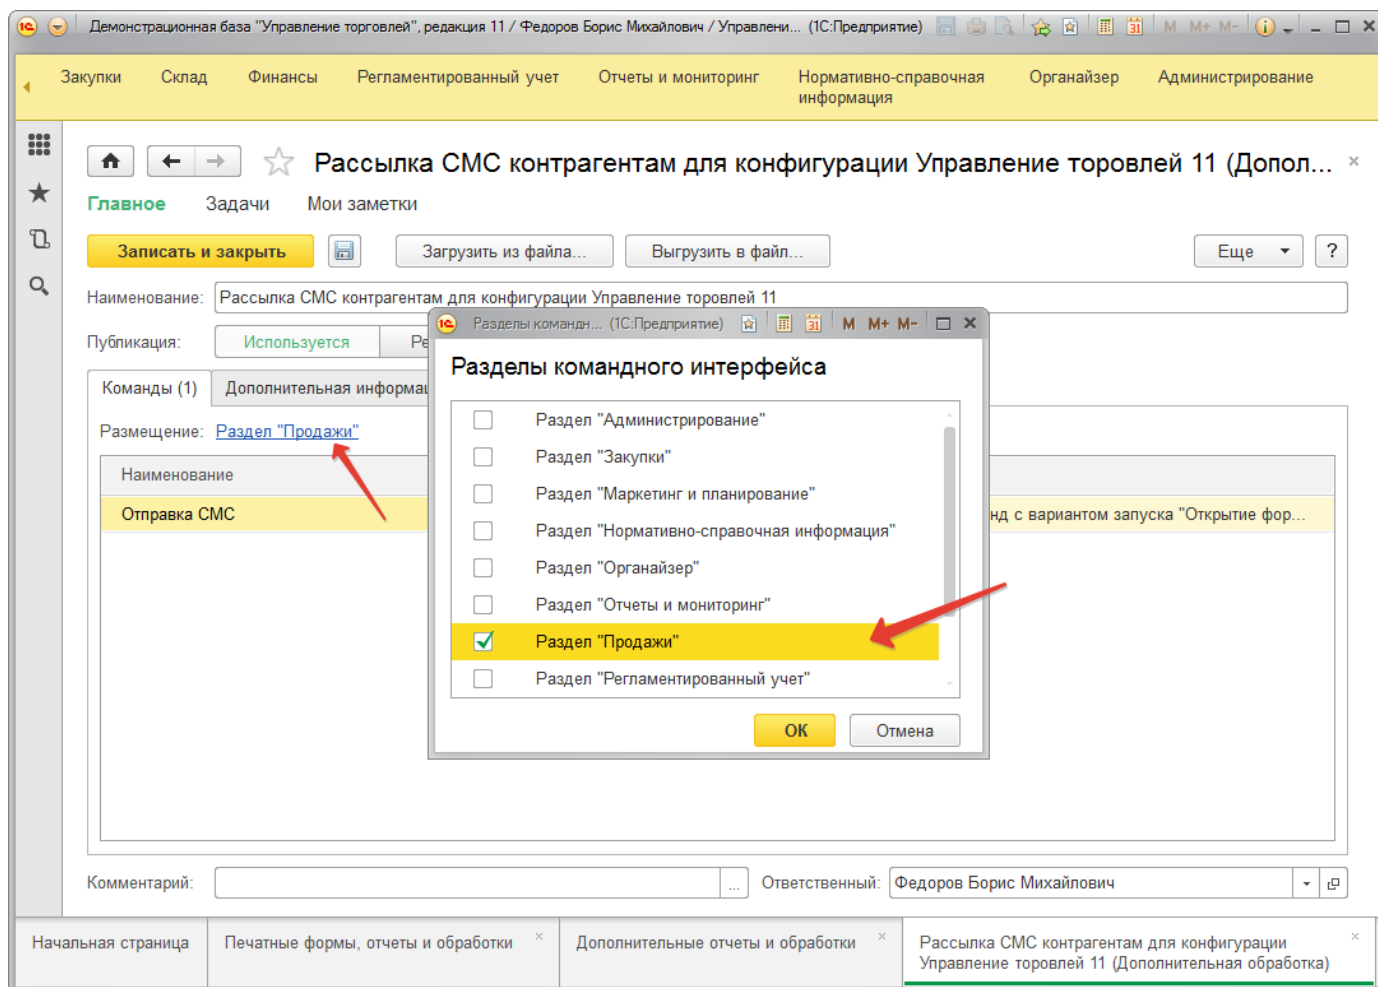 Демонстрационная база "Управление торговлей", редакция 11 / Федоров Борис Михайлович / Управлени... (1С:Предприятие)
M M+ M-
Закупки Склад Финансы Регламентированный учет Отчеты и мониторинг Нормативно-справочная информация Органайзер Администрирование
Рассылка СМС контрагентам для конфигурации Управление торовлей 11 (Допол...
Главное Задачи Мои заметки
Записать и закрыть Загрузить из файла... Выгрузить в файл... Еще ?
Наименование: Рассылка СМС контрагентам для конфигурации Управление торовлей 11
Публикация: Используется Ре
Команды (1) Дополнительная информац
Размещение: Раздел "Продажи"
Наименование
Отправка СМС
нд с вариантом запуска "Открытие фор...
Разделы командн... (1С:Предприятие) 31 M M+ M-
Разделы командного интерфейса
Раздел "Администрирование"
Раздел "Закупки"
Раздел "Маркетинг и планирование"
Раздел "Нормативно-справочная информация"
Раздел "Органайзер"
Раздел "Отчеты и мониторинг"
Раздел "Продажи"
Раздел "Регламентированный учет"
ОК Отмена
Комментарий: ... Ответственный: Федоров Борис Михайлович
Начальная страница Печатные формы, отчеты и обработки Дополнительные отчеты и обработки Рассылка СМС контрагентам для конфигурации
Управление торовлей 11 (Дополнительная обработка)